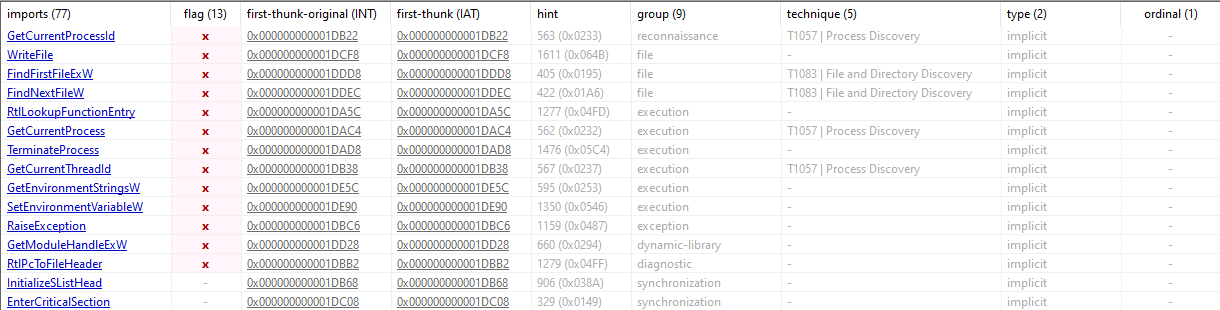 imports (77) flag (13) first-thunk-original (INT) first-thunk (IAT) hint group (9) technique (5) type (2) ordinal (1)
GetCurrentProcessId x 0x000000000001DB22 0x000000000001DB22 563 (0x0233) reconnaissance T1057 | Process Discovery implicit -
WriteFile x 0x000000000001DCF8 0x000000000001DCF8 1611 (0x064B) file - implicit -
FindFirstFileExW x 0x000000000001DDD8 0x000000000001DDD8 405 (0x0195) file T1083 | File and Directory Discovery implicit -
FindNextFileW x 0x000000000001DDEC 0x000000000001DDEC 422 (0x01A6) file T1083 | File and Directory Discovery implicit -
RtlLookupFunctionEntry x 0x000000000001DA5C 0x000000000001DA5C 1277 (0x04FD) execution - implicit -
GetCurrentProcess x 0x000000000001DAC4 0x000000000001DAC4 562 (0x0232) execution T1057 | Process Discovery implicit -
TerminateProcess x 0x000000000001DAD8 0x000000000001DAD8 1476 (0x05C4) execution - implicit -
GetCurrentThreadId x 0x000000000001DB38 0x000000000001DB38 567 (0x0237) execution T1057 | Process Discovery implicit -
GetEnvironmentStringsW x 0x000000000001DE5C 0x000000000001DE5C 595 (0x0253) execution - implicit -
SetEnvironmentVariableW x 0x000000000001DE90 0x000000000001DE90 1350 (0x0546) execution - implicit -
RaiseException x 0x000000000001DBC6 0x000000000001DBC6 1159 (0x0487) exception - implicit -
GetModuleHandleExW x 0x000000000001DD28 0x000000000001DD28 660 (0x0294) dynamic-library - implicit -
RtlPcToFileHeader x 0x000000000001DBB2 0x000000000001DBB2 1279 (0x04FF) diagnostic - implicit -
InitializeSListHead - 0x000000000001DB68 0x000000000001DB68 906 (0x038A) synchronization - implicit -
EnterCriticalSection - 0x000000000001DC08 0x000000000001DC08 329 (0x0149) synchronization - implicit -